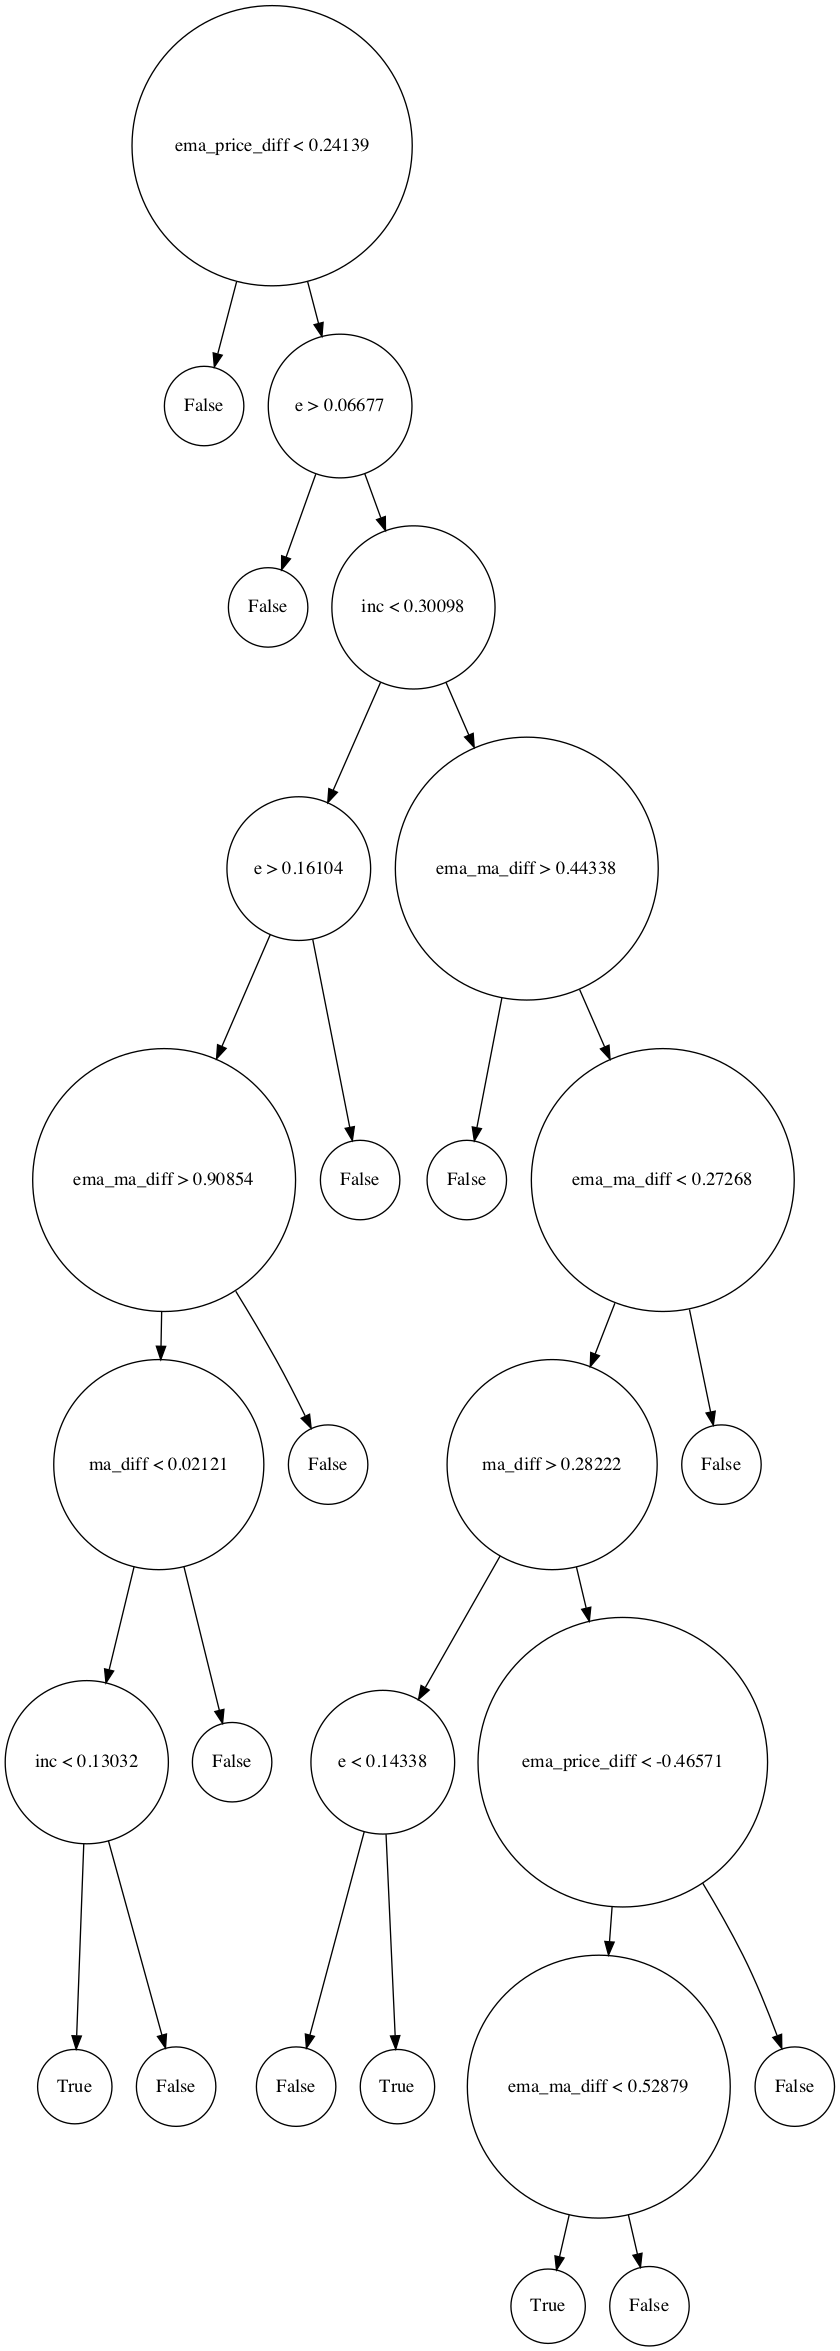 ema_price_diff < 0.24139
False
e > 0.06677
False
inc < 0.30098
e > 0.16104
ema_ma_diff > 0.44338
ema_ma_diff > 0.90854
False
False
ema_ma_diff < 0.27268
ma_diff < 0.02121
False
ma_diff > 0.28222
False
inc < 0.13032
False
e < 0.14338
ema_price_diff < -0.46571
True
False
False
True
ema_ma_diff < 0.52879
False
True
False